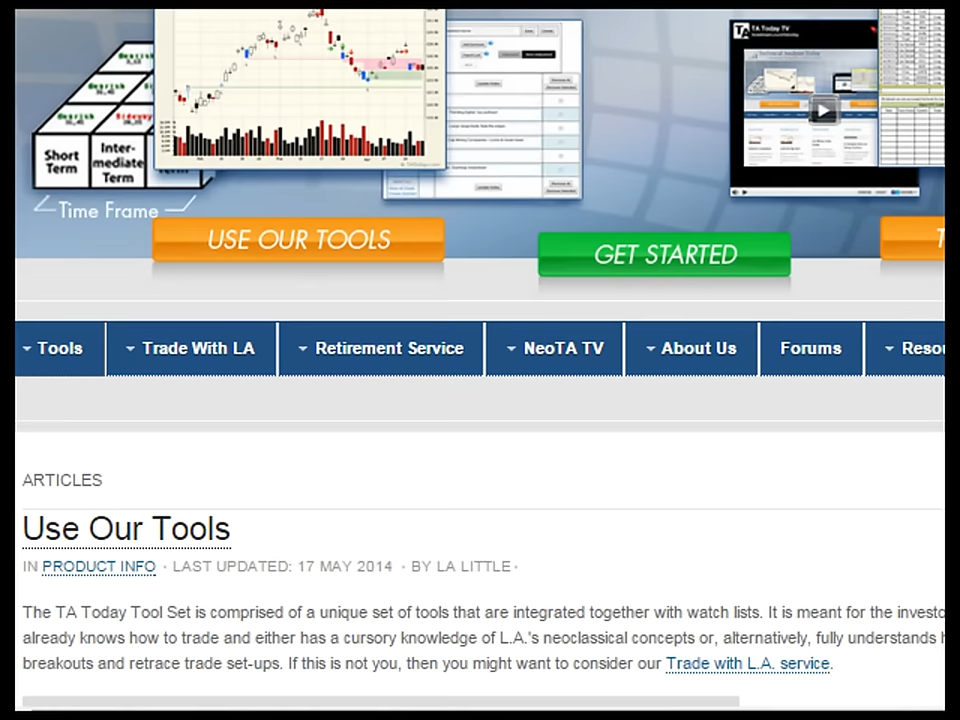 TA Today TV
Bearish
Bearish
Short
Term
Inter-
mediate
Term
Time Frame
USE OUR TOOLS
GET STARTED
Tools
Trade With LA
Retirement Service
NeoTA TV
About Us
Forums
Resou
ARTICLES
Use Our Tools
IN PRODUCT INFO · LAST UPDATED: 17 MAY 2014 · BY LA LITTLE ·
The TA Today Tool Set is comprised of a unique set of tools that are integrated together with watch lists. It is meant for the investo
already knows how to trade and either has a cursory knowledge of L.A.'s neoclassical concepts or, alternatively, fully understands h
breakouts and retrace trade set-ups. If this is not you, then you might want to consider our Trade with L.A. service.